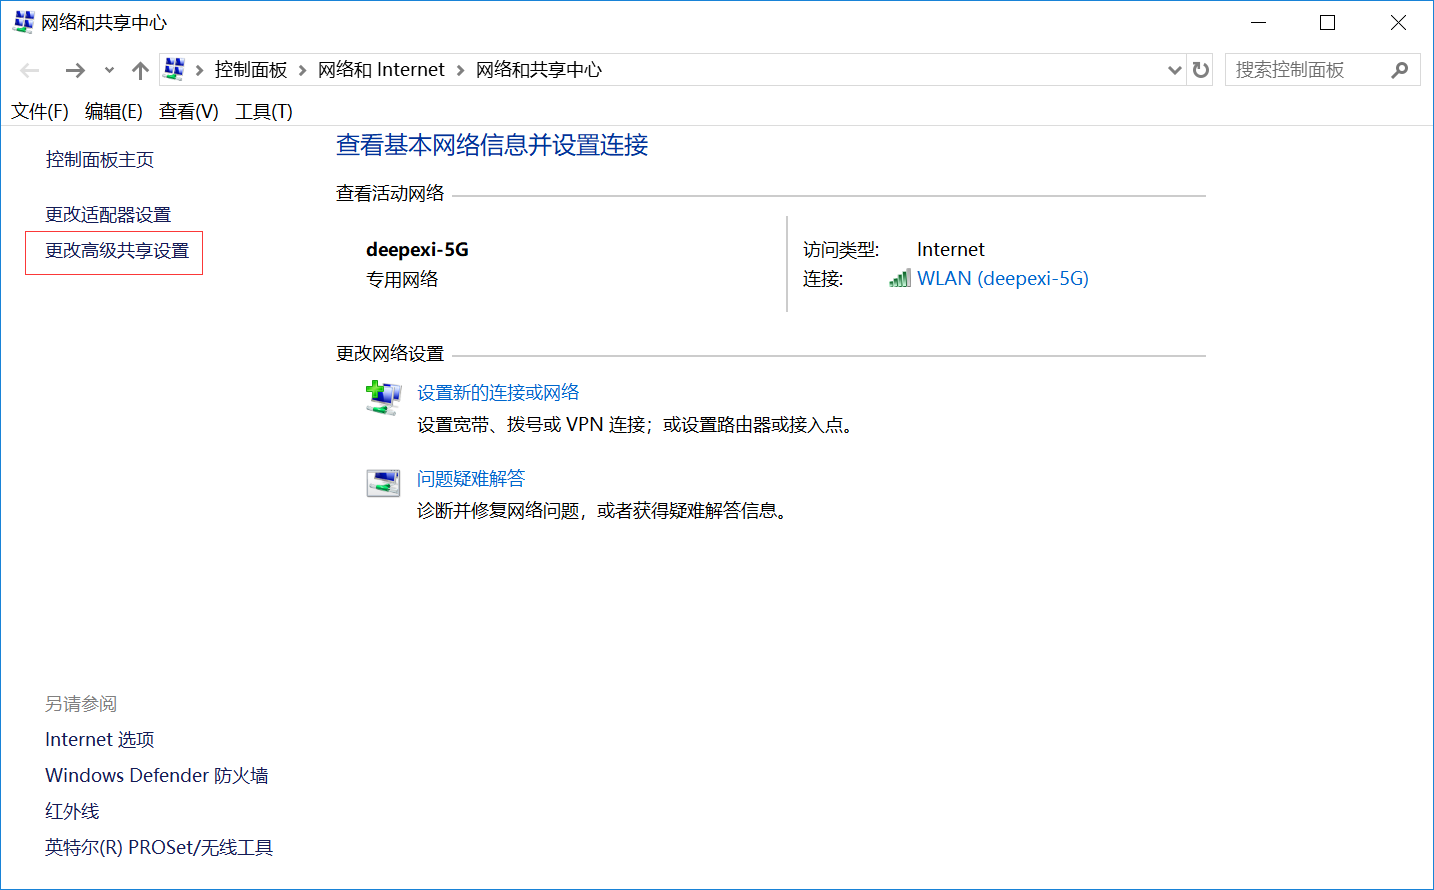 网络和共享中心
控制面板 网络和 Internet 网络和共享中心
搜索控制面板
文件(F) 编辑(E) 查看(V) 工具(T)
控制面板主页
更改适配器设置
更改高级共享设置
查看基本网络信息并设置连接
查看活动网络
deepexi-5G
专用网络
访问类型: Internet
连接: WLAN (deepexi-5G)
更改网络设置
设置新的连接或网络
设置宽带、拨号或 VPN 连接；或设置路由器或接入点。
问题疑难解答
诊断并修复网络问题，或者获得疑难解答信息。
另请参阅
Internet 选项
Windows Defender 防火墙
红外线
英特尔(R) PROSet/无线工具